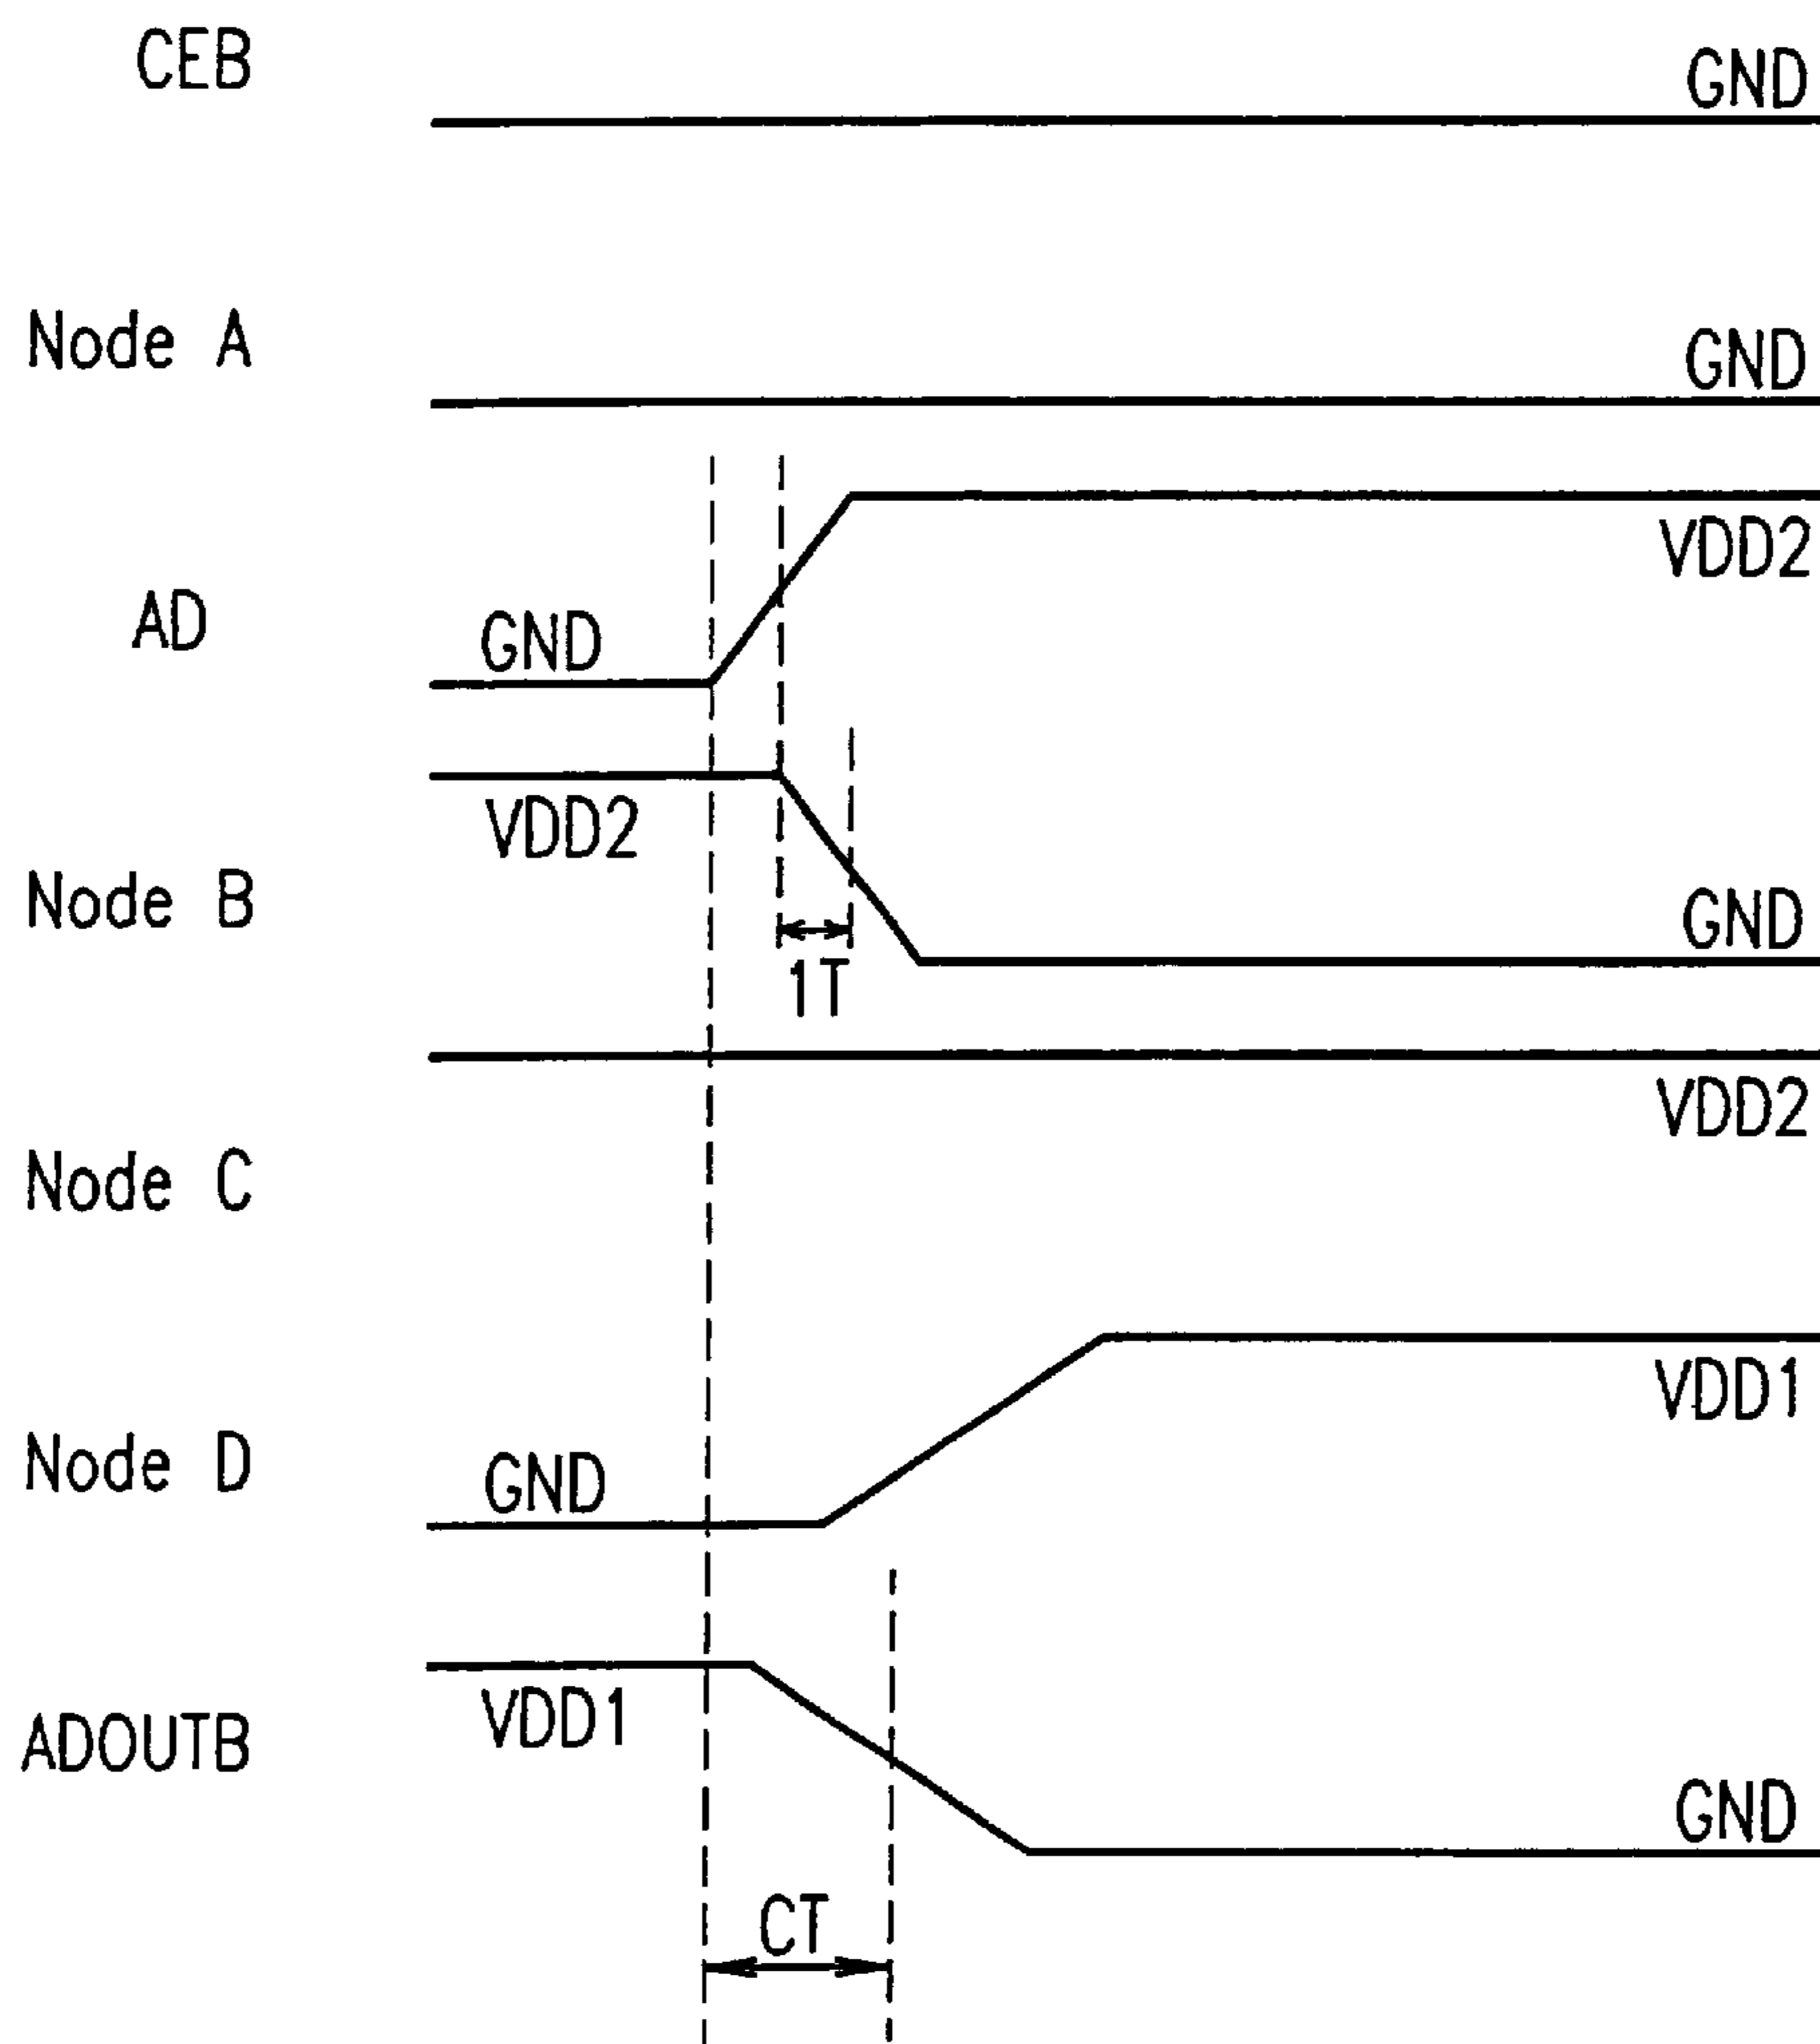 CEB
GND
Node A
GND
VDD2
AD
GND
VDD2
Node B
GND
1T
VDD2
Node C
VDD1
Node D
GND
VDD1
ADOUTB
GND
CT